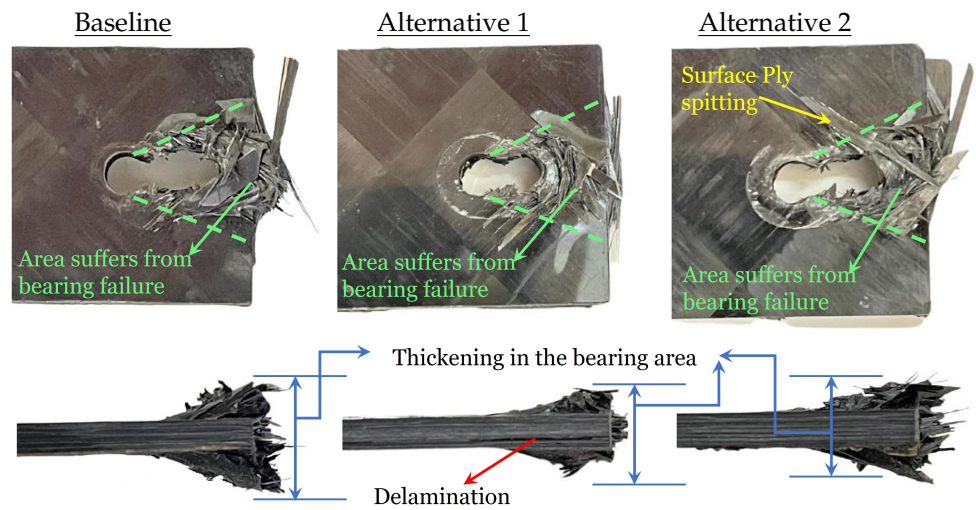 Baseline
Alternative 1
Alternative 2
Surface Ply
spitting
Area suffers from
bearing failure
Area suffers from
bearing failure
Area suffers from
bearing failure
Thickening in the bearing area
Delamination